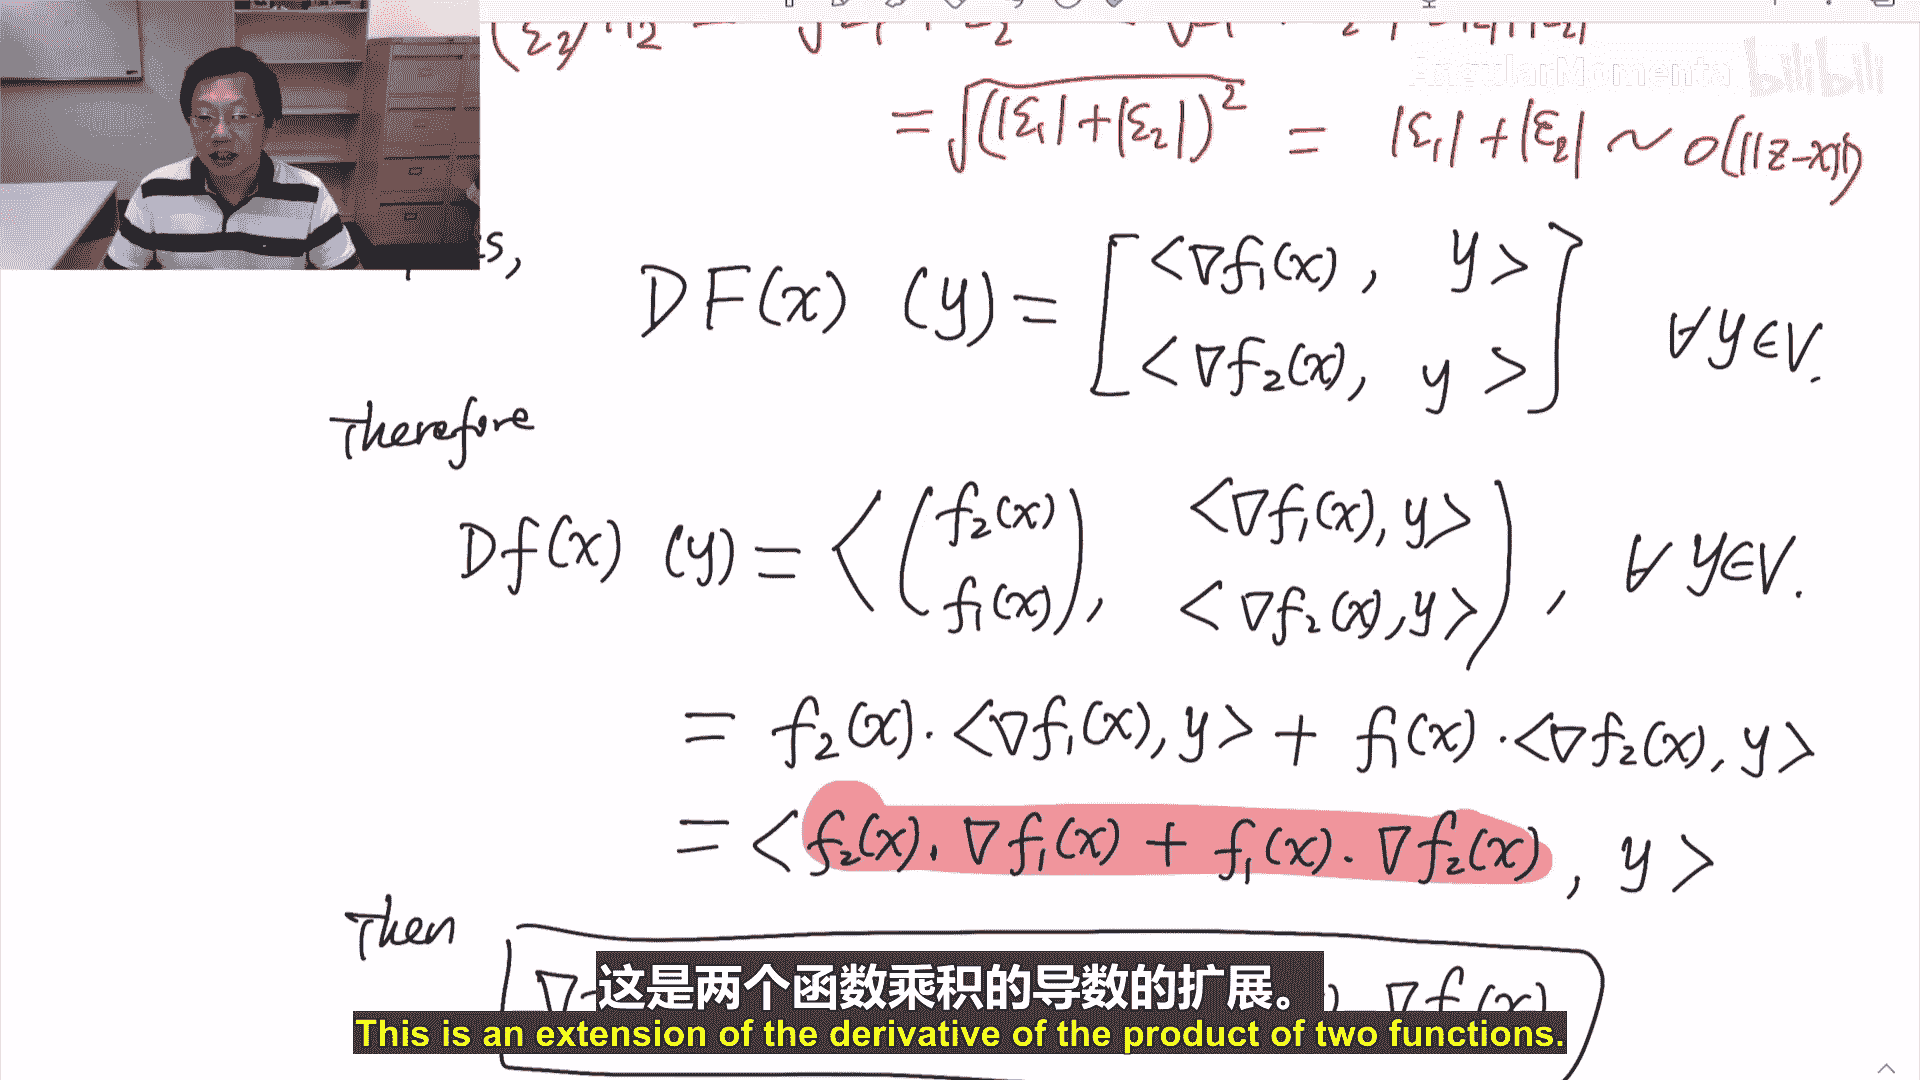 AngularMomenta bilibili
= √(|ε₁|+|ε₂|)² = |ε₁|+|ε₂| ~ o(||z-x||)
DF(x) (y) = [<∇f₁(x), y>
<∇f₂(x), y>] ∀y∈V.
Therefore
Df(x) (y) = <(f₂(x) f₁(x)), <∇f₁(x), y> <∇f₂(x), y>), ∀ y∈V.
= f₂(x)·<∇f₁(x), y> + f₁(x)·<∇f₂(x), y>
= <f₂(x)·∇f₁(x) + f₁(x)·∇f₂(x), y>
Then
∇f(x)
这是两个函数乘积的导数的扩展。
This is an extension of the derivative of the product of two functions.